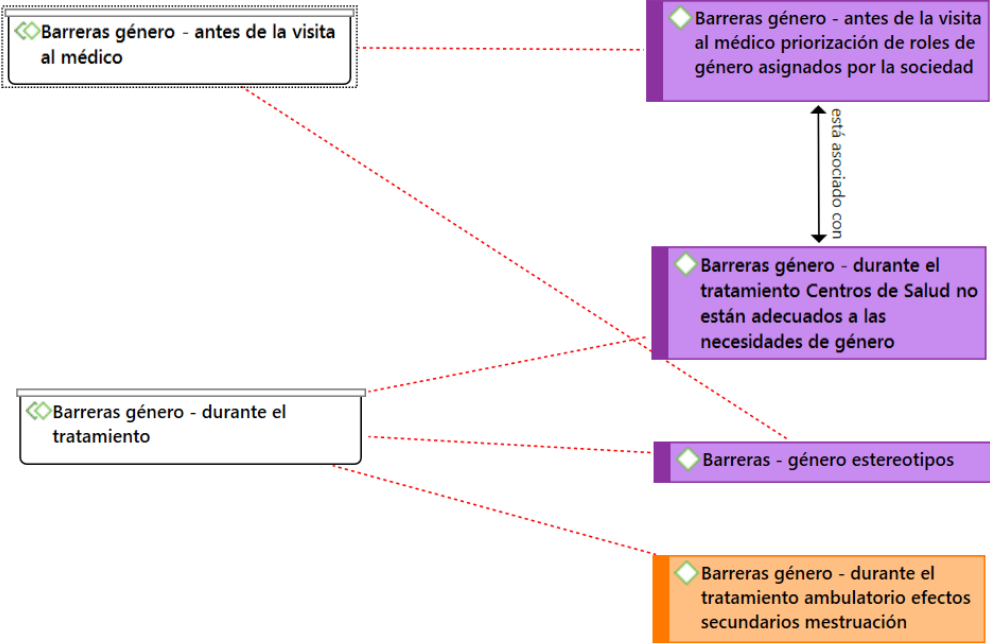 Barreras género - antes de la visita
al médico
Barreras género - antes de la visita
al médico priorización de roles de
género asignados por la sociedad
está asociado con
Barreras género - durante el
tratamiento Centros de Salud no
están adecuados a las
necesidades de género
Barreras género - durante el
tratamiento
Barreras - género estereotipos
Barreras género - durante el
tratamiento ambulatorio efectos
secundarios mestruación